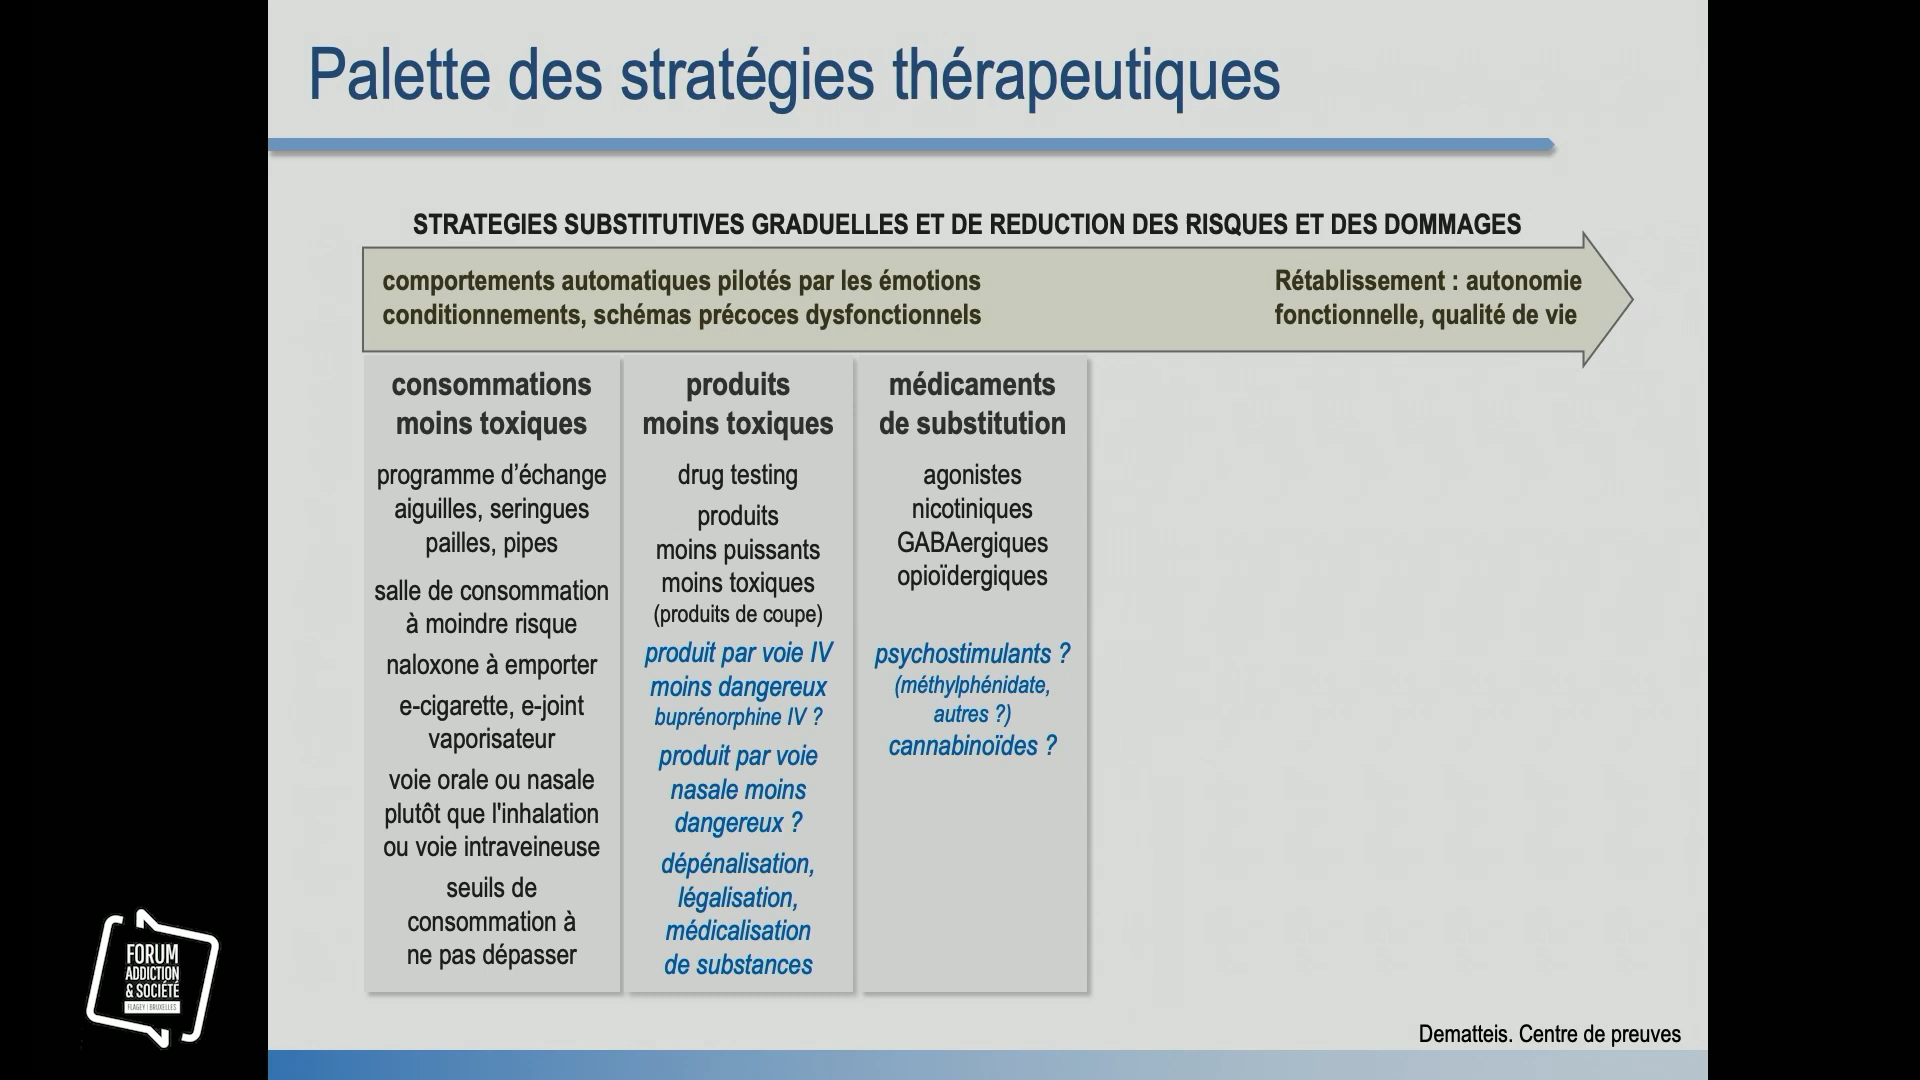 Palette des stratégies thérapeutiques
STRATEGIES SUBSTITUTIVES GRADUELLES ET DE REDUCTION DES RISQUES ET DES DOMMAGES
comportements automatiques pilotés par les émotions
conditionnements, schémas précoces dysfonctionnels
Rétablissement : autonomie
fonctionnelle, qualité de vie
consommations
moins toxiques
programme d’échange
aiguilles, seringues
pailles, pipes
salle de consommation
à moindre risque
naloxone à emporter
e-cigarette, e-joint
vaporisateur
voie orale ou nasale
plutôt que l'inhalation
ou voie intraveineuse
seuils de
consommation à
ne pas dépasser
produits
moins toxiques
drug testing
produits
moins puissants
moins toxiques
(produits de coupe)
produit par voie IV
moins dangereux
buprénorphine IV ?
produit par voie
nasale moins
dangereux ?
dépénalisation,
légalisation,
médicalisation
de substances
médicaments
de substitution
agonistes
nicotiniques
GABAergiques
opioïdergiques
psychostimulants ?
(méthylphénidate,
autres ?)
cannabinoïdes ?
FORUM
ADDICTION
& SOCIÉTÉ
FLAGEY | BRUXELLES
Dematteis. Centre de preuves